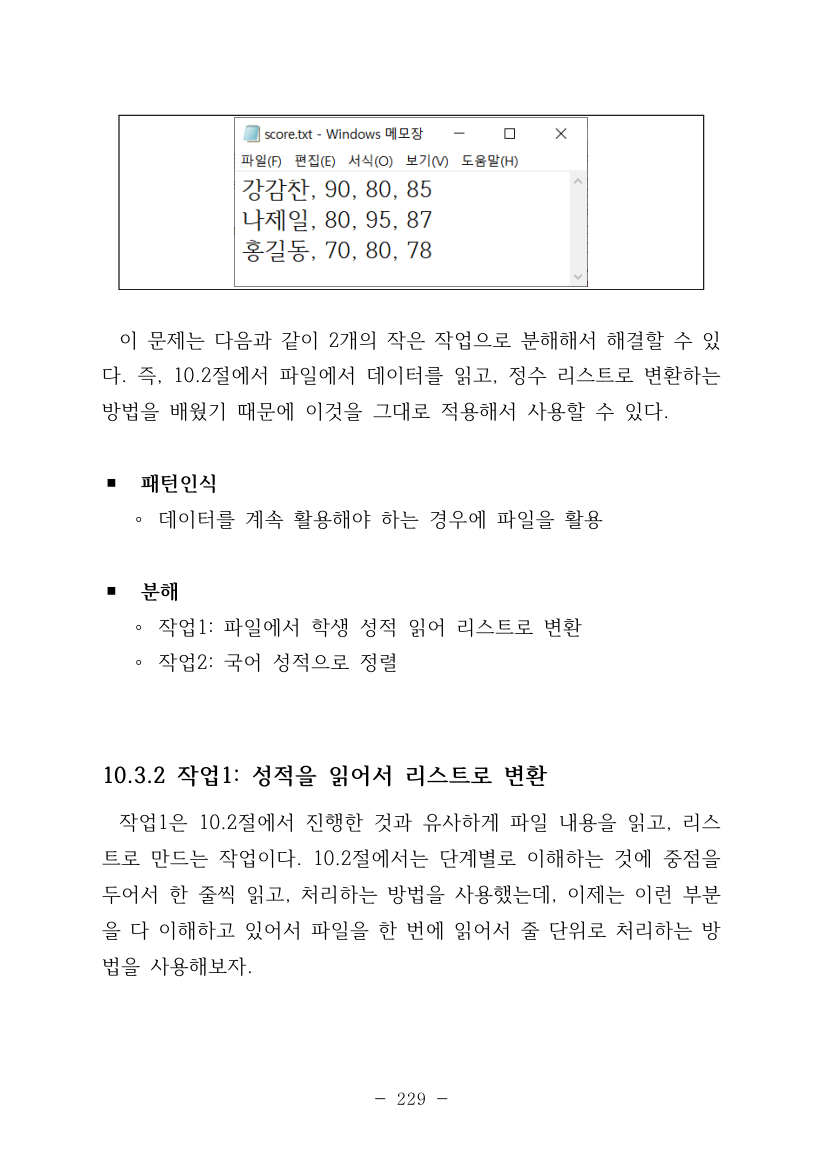 score.txt - Windows 메모장
파일(F) 편집(E) 서식(O) 보기(V) 도움말(H)
강감찬, 90, 80, 85
나제일, 80, 95, 87
홍길동, 70, 80, 78
이 문제는 다음과 같이 2개의 작은 작업으로 분해해서 해결할 수 있
다. 즉, 10.2절에서 파일에서 데이터를 읽고, 정수 리스트로 변환하는
방법을 배웠기 때문에 이것을 그대로 적용해서 사용할 수 있다.
■ 패턴인식
◦ 데이터를 계속 활용해야 하는 경우에 파일을 활용
■ 분해
◦ 작업1: 파일에서 학생 성적 읽어 리스트로 변환
◦ 작업2: 국어 성적으로 정렬
10.3.2 작업1: 성적을 읽어서 리스트로 변환
작업1은 10.2절에서 진행한 것과 유사하게 파일 내용을 읽고, 리스
트로 만드는 작업이다. 10.2절에서는 단계별로 이해하는 것에 중점을
두어서 한 줄씩 읽고, 처리하는 방법을 사용했는데, 이제는 이런 부분
을 다 이해하고 있어서 파일을 한 번에 읽어서 줄 단위로 처리하는 방
법을 사용해보자.
- 229 -